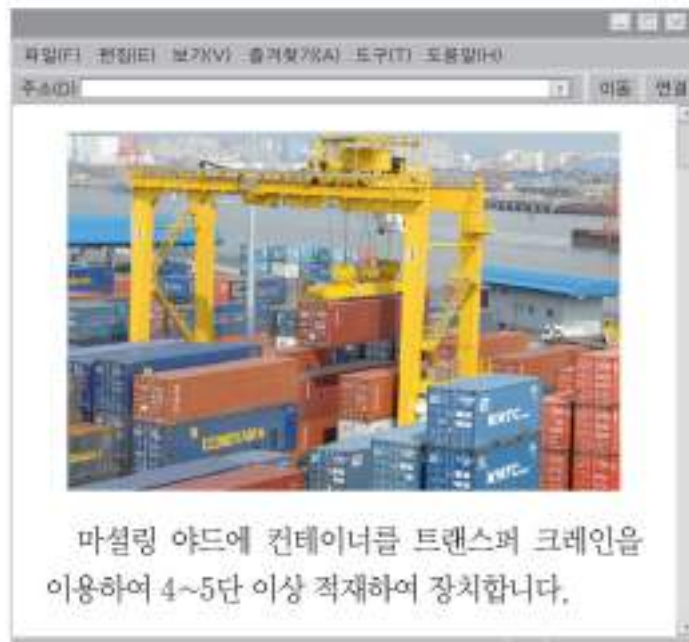 파일(F) 편집(E) 보기(V) 즐겨찾기(A) 도구(T) 도움말(H)
주소(D) 이동 연결
마셜링 야드에 컨테이너를 트랜스퍼 크레인을
이용하여 4~5단 이상 적재하여 장치합니다.